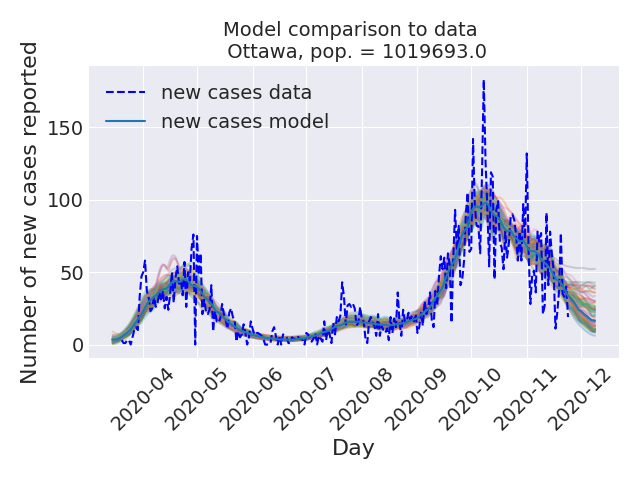 Model comparison to data
Ottawa, pop. = 1019693.0
Number of new cases reported
new cases data
new cases model
150
100
50
0
2020-04
2020-05
2020-06
2020-07
2020-08
2020-09
2020-10
2020-11
2020-12
Day